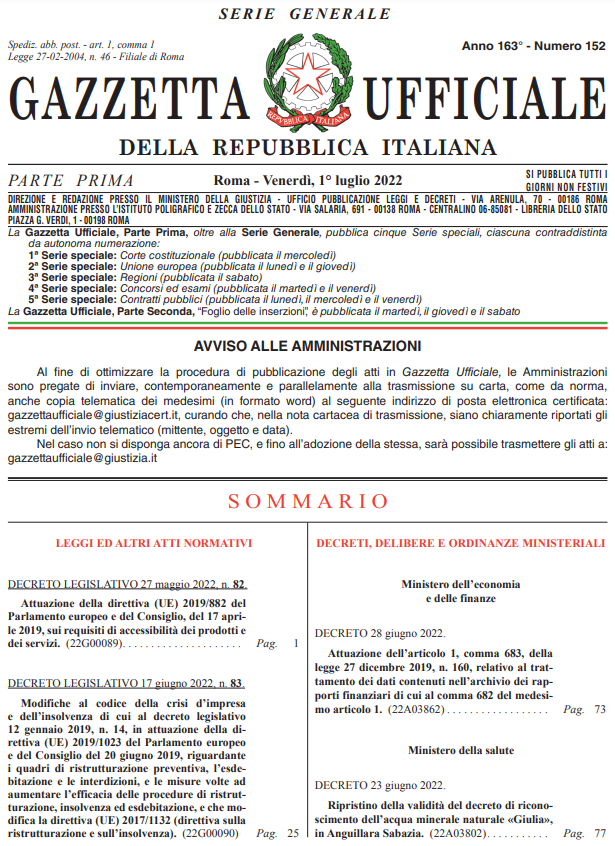 SERIE GENERALE
Spediz. abb. post. - art. 1, comma 1
Legge 27-02-2004, n. 46 - Filiale di Roma
Anno 163° - Numero 152
GAZZETTA UFFICIALE
REPVBBLICA ITALIANA
DELLA REPUBBLICA ITALIANA
PARTE PRIMA
Roma - Venerdì, 1° luglio 2022
SI PUBBLICA TUTTI I
GIORNI NON FESTIVI
DIREZIONE E REDAZIONE PRESSO IL MINISTERO DELLA GIUSTIZIA - UFFICIO PUBBLICAZIONE LEGGI E DECRETI - VIA ARENULA, 70 - 00186 ROMA
AMMINISTRAZIONE PRESSO L'ISTITUTO POLIGRAFICO E ZECCA DELLO STATO - VIA SALARIA, 691 - 00138 ROMA - CENTRALINO 06-85081 - LIBRERIA DELLO STATO
PIAZZA G. VERDI, 1 - 00198 ROMA
La Gazzetta Ufficiale, Parte Prima, oltre alla Serie Generale, pubblica cinque Serie speciali, ciascuna contraddistinta
da autonoma numerazione:
1ª Serie speciale: Corte costituzionale (pubblicata il mercoledì)
2ª Serie speciale: Unione europea (pubblicata il lunedì e il giovedì)
3ª Serie speciale: Regioni (pubblicata il sabato)
4ª Serie speciale: Concorsi ed esami (pubblicata il martedì e il venerdì)
5ª Serie speciale: Contratti pubblici (pubblicata il lunedì, il mercoledì e il venerdì)
La Gazzetta Ufficiale, Parte Seconda, “Foglio delle inserzioni”, è pubblicata il martedì, il giovedì e il sabato
AVVISO ALLE AMMINISTRAZIONI
Al fine di ottimizzare la procedura di pubblicazione degli atti in Gazzetta Ufficiale, le Amministrazioni
sono pregate di inviare, contemporaneamente e parallelamente alla trasmissione su carta, come da norma,
anche copia telematica dei medesimi (in formato word) al seguente indirizzo di posta elettronica certificata:
gazzettaufficiale@giustiziacert.it, curando che, nella nota cartacea di trasmissione, siano chiaramente riportati gli
estremi dell'invio telematico (mittente, oggetto e data).
Nel caso non si disponga ancora di PEC, e fino all'adozione della stessa, sarà possibile trasmettere gli atti a:
gazzettaufficiale@giustizia.it
SOMMARIO
LEGGI ED ALTRI ATTI NORMATIVI
DECRETO LEGISLATIVO 27 maggio 2022, n. 82.
Attuazione della direttiva (UE) 2019/882 del
Parlamento europeo e del Consiglio, del 17 apri-
le 2019, sui requisiti di accessibilità dei prodotti e
dei servizi. (22G00089). . . . . . . . . . . . . . . . . . . . . Pag. 1
DECRETO LEGISLATIVO 17 giugno 2022, n. 83.
Modifiche al codice della crisi d'impresa
e dell'insolvenza di cui al decreto legislativo
12 gennaio 2019, n. 14, in attuazione della di-
rettiva (UE) 2019/1023 del Parlamento europeo
e del Consiglio del 20 giugno 2019, riguardante
i quadri di ristrutturazione preventiva, l'esde-
bitazione e le interdizioni, e le misure volte ad
aumentare l'efficacia delle procedure di ristrut-
turazione, insolvenza ed esdebitazione, e che mo-
difica la direttiva (UE) 2017/1132 (direttiva sulla
ristrutturazione e sull'insolvenza). (22G00090) Pag. 25
DECRETI, DELIBERE E ORDINANZE MINISTERIALI
Ministero dell'economia
e delle finanze
DECRETO 28 giugno 2022.
Attuazione dell'articolo 1, comma 683, della
legge 27 dicembre 2019, n. 160, relativo al trat-
tamento dei dati contenuti nell'archivio dei rap-
porti finanziari di cui al comma 682 del medesi-
mo articolo 1. (22A03862) . . . . . . . . . . . . . . . . . . Pag. 73
Ministero della salute
DECRETO 23 giugno 2022.
Ripristino della validità del decreto di ricono-
scimento dell'acqua minerale naturale «Giulia»,
in Anguillara Sabazia. (22A03802). . . . . . . . . . . Pag. 77